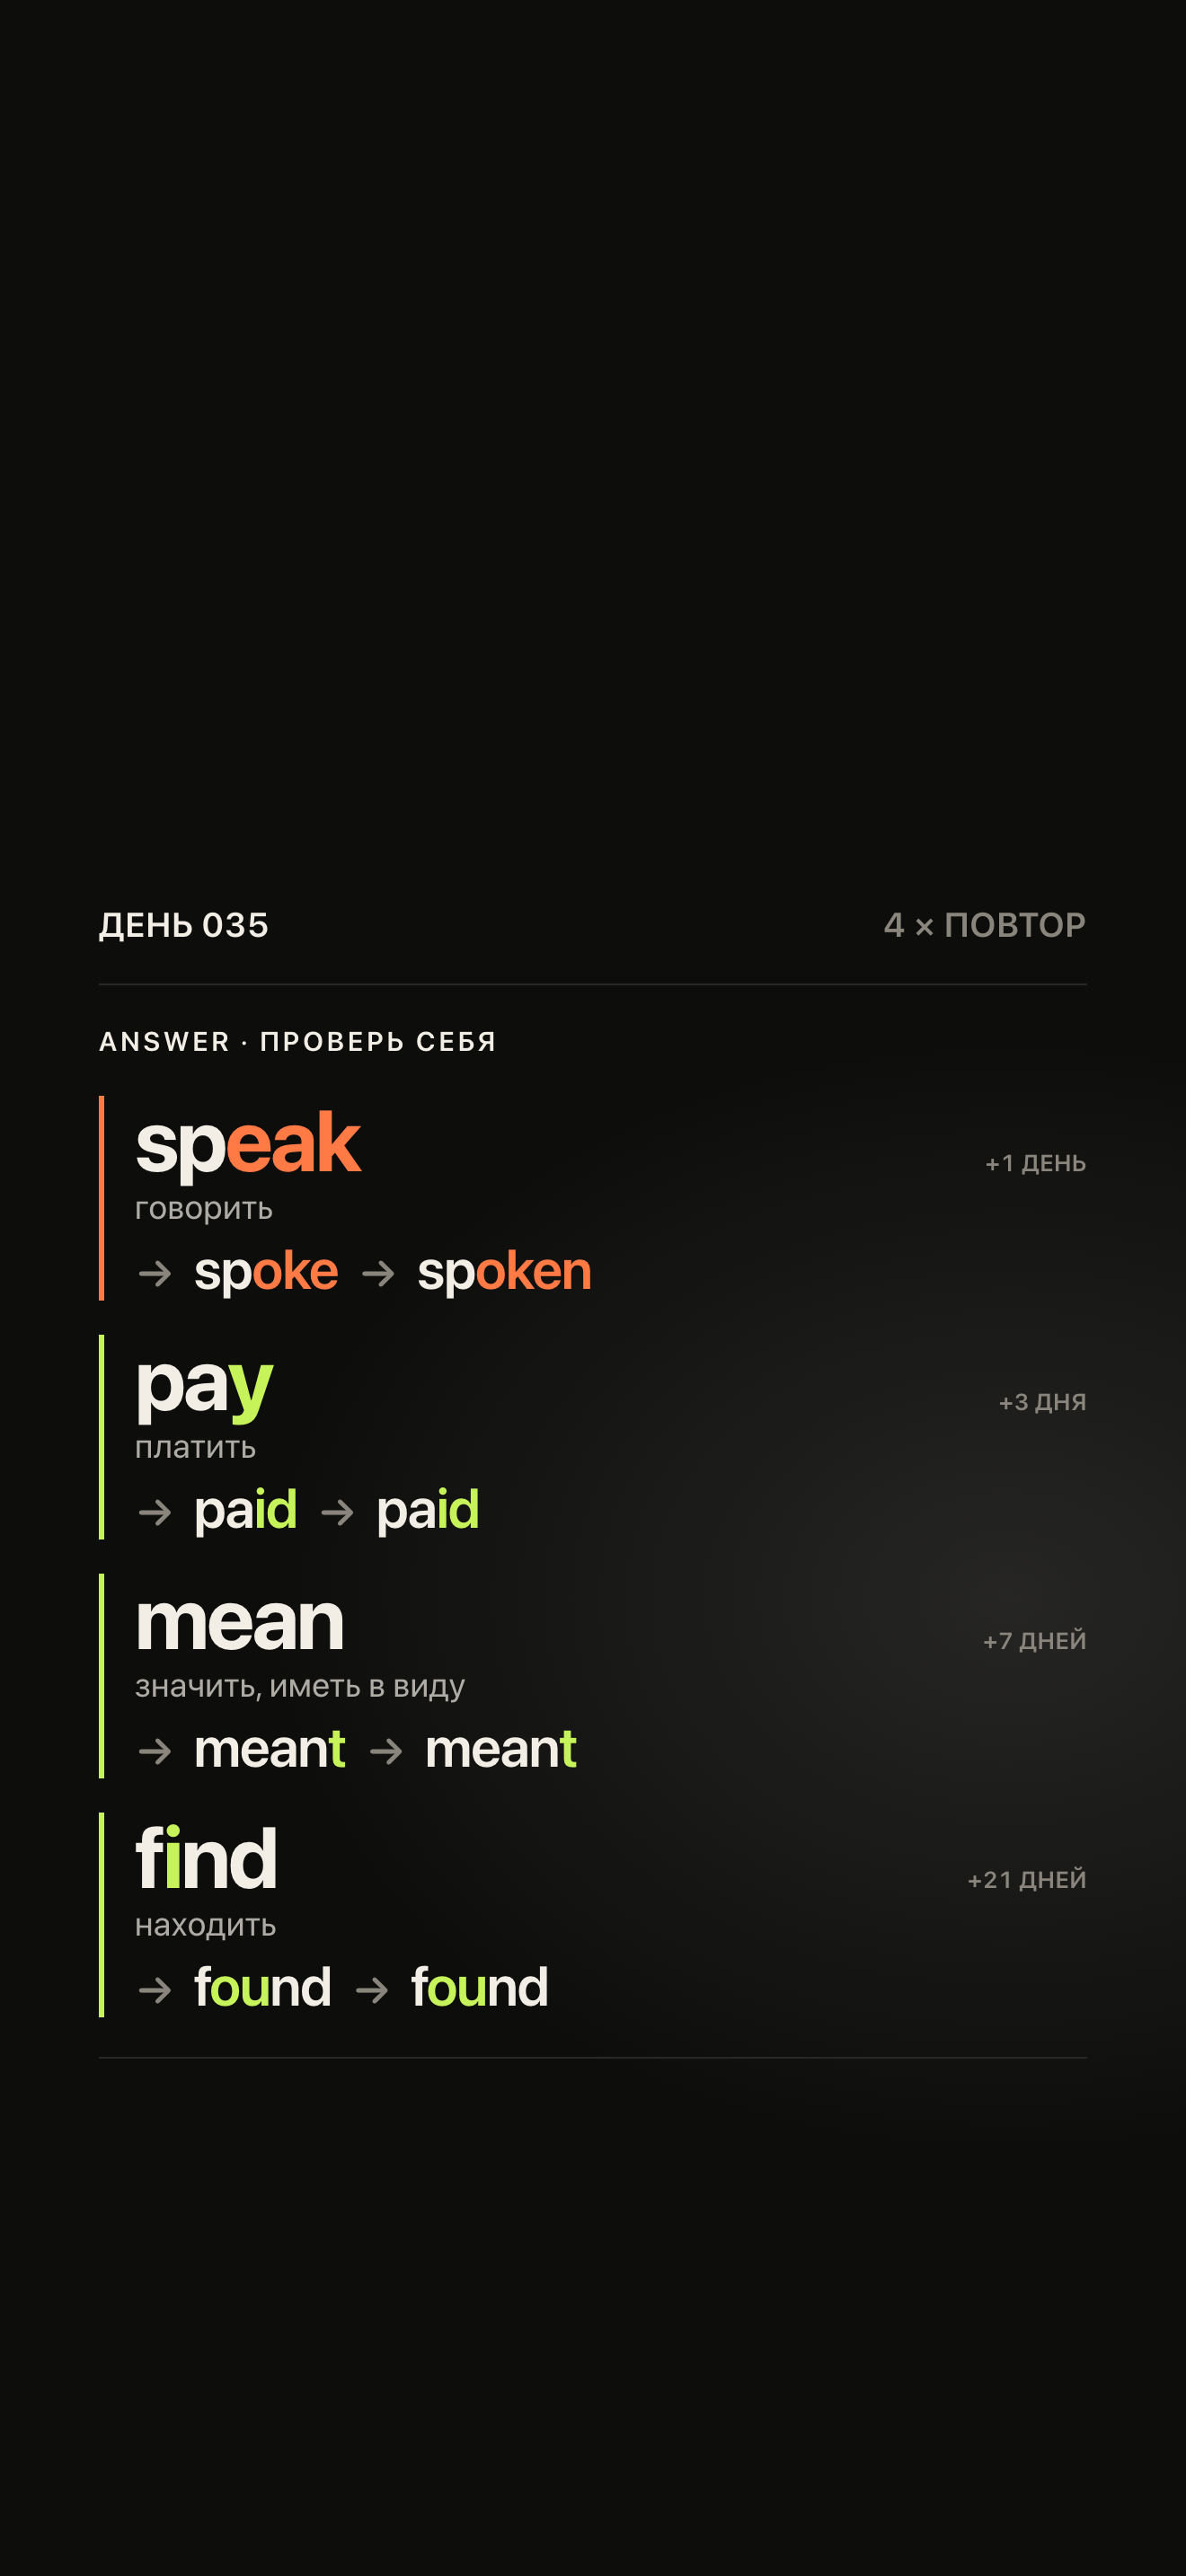 ДЕНЬ 035
4 × ПОВТОР
ANSWER · ПРОВЕРЬ СЕБЯ
speak
+1 ДЕНЬ
говорить
→ spoke → spoken
pay
+3 ДНЯ
платить
→ paid → paid
mean
+7 ДНЕЙ
значить, иметь в виду
→ meant → meant
find
+21 ДНЕЙ
находить
→ found → found